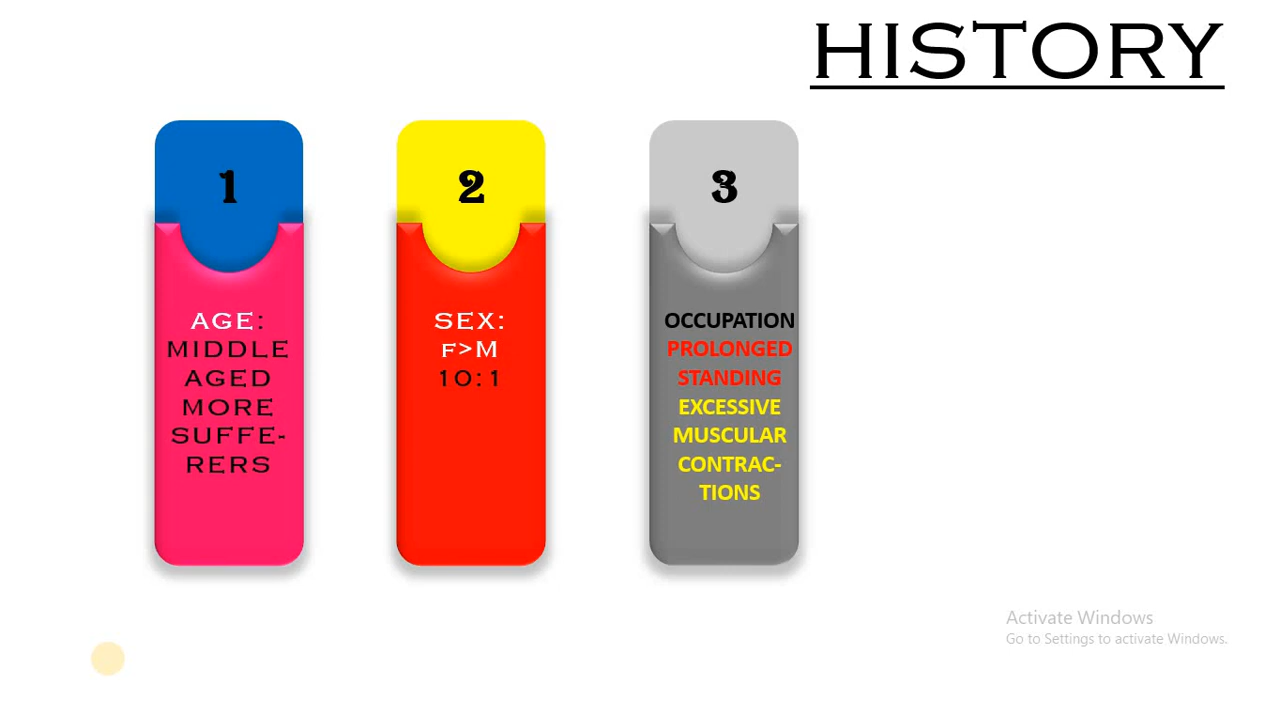 HISTORY
1
AGE:
MIDDLE
AGED
MORE
SUFFE-
RERS
2
SEX:
F>M
10:1
3
OCCUPATION
PROLONGED
STANDING
EXCESSIVE
MUSCULAR
CONTRAC-
TIONS
Activate Windows
Go to Settings to activate Windows.